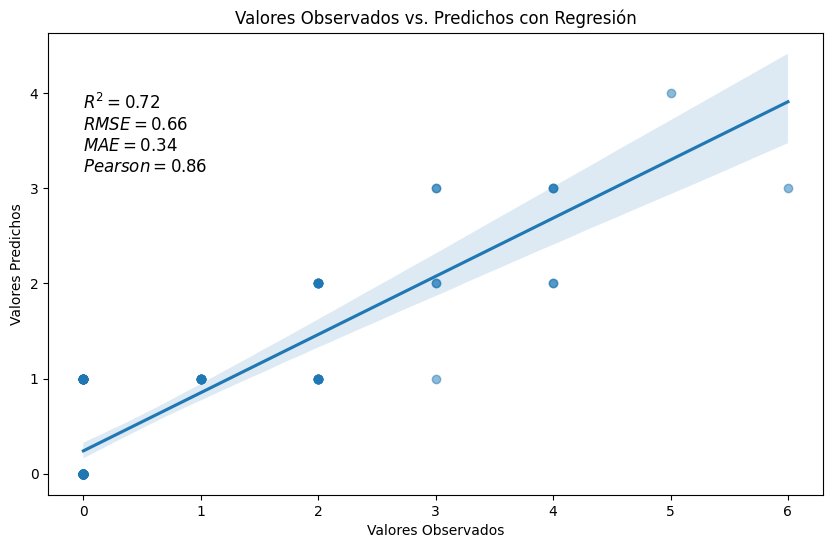 Valores Observados vs. Predichos con Regresión
R² = 0.72
RMSE = 0.66
MAE = 0.34
Pearson = 0.86
Valores Predichos
4
3
2
1
0
0 1 2 3 4 5 6
Valores Observados